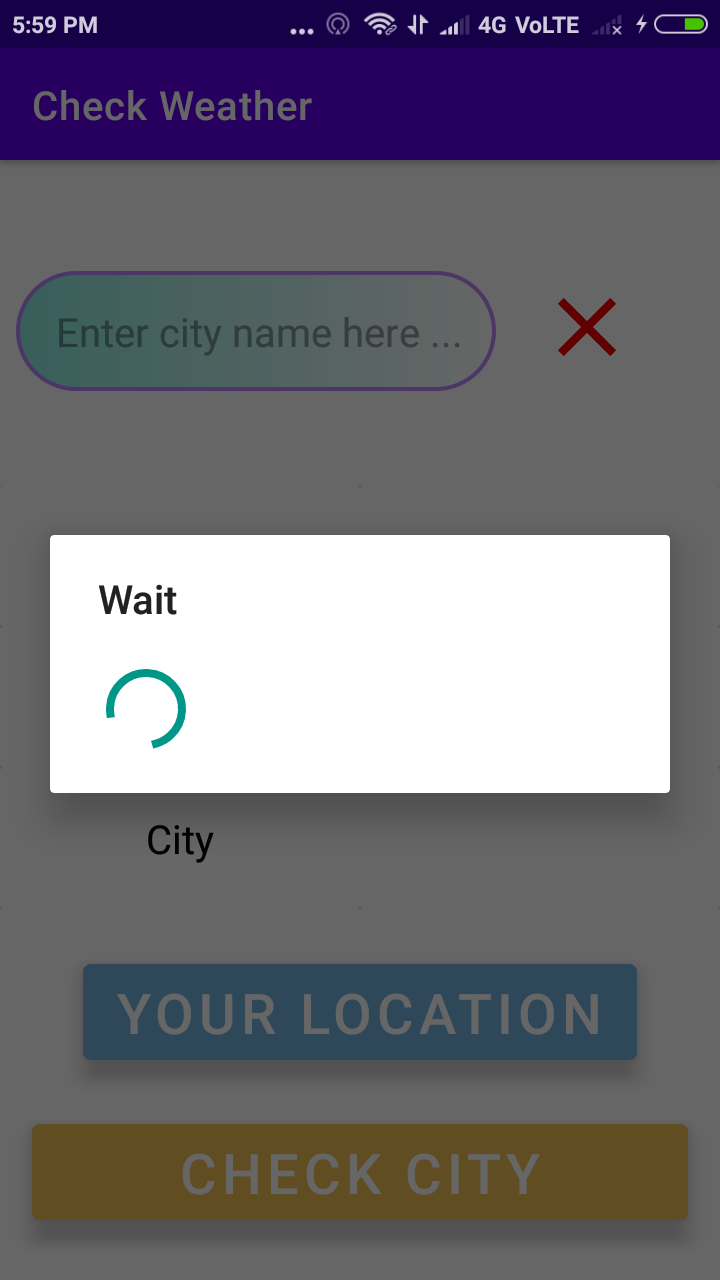 5:59 PM ... 4G VoLTE
Check Weather
Enter city name here ...
Wait
City
YOUR LOCATION
CHECK CITY